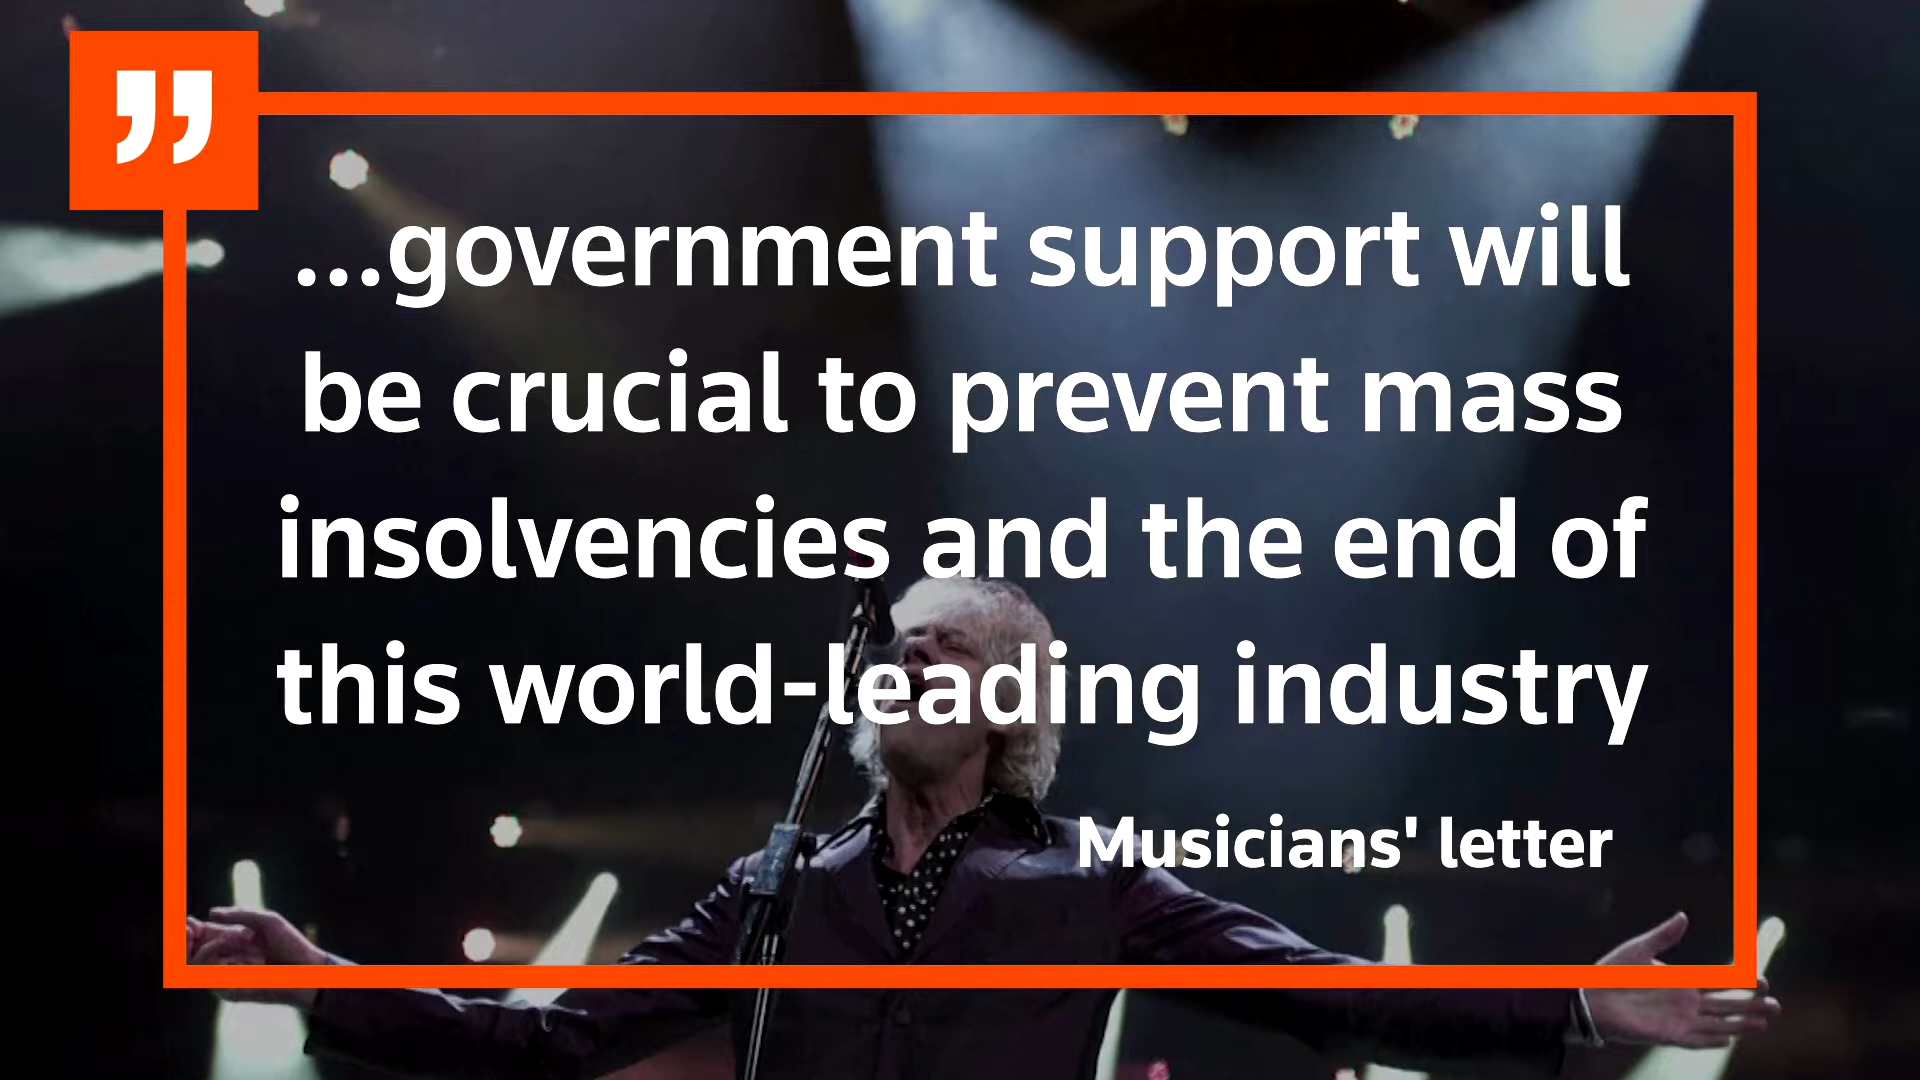 ”
...government support will
be crucial to prevent mass
insolvencies and the end of
this world-leading industry
Musicians' letter